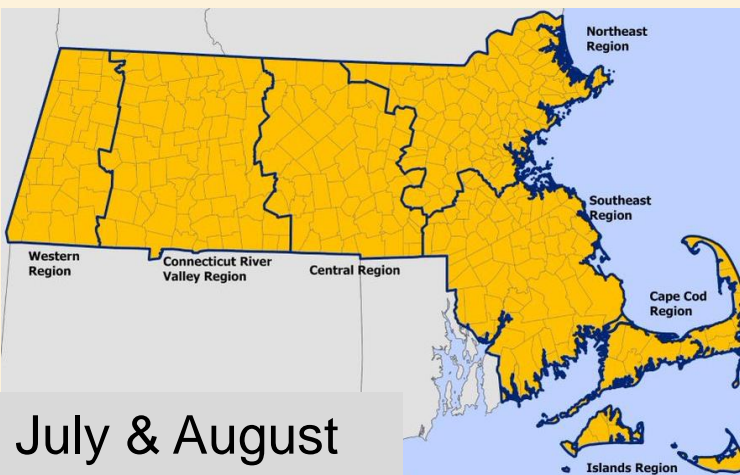 Northeast
Region
Southeast
Region
Western
Region
Connecticut River
Valley Region
Central Region
Cape Cod
Region
Islands Region
July & August